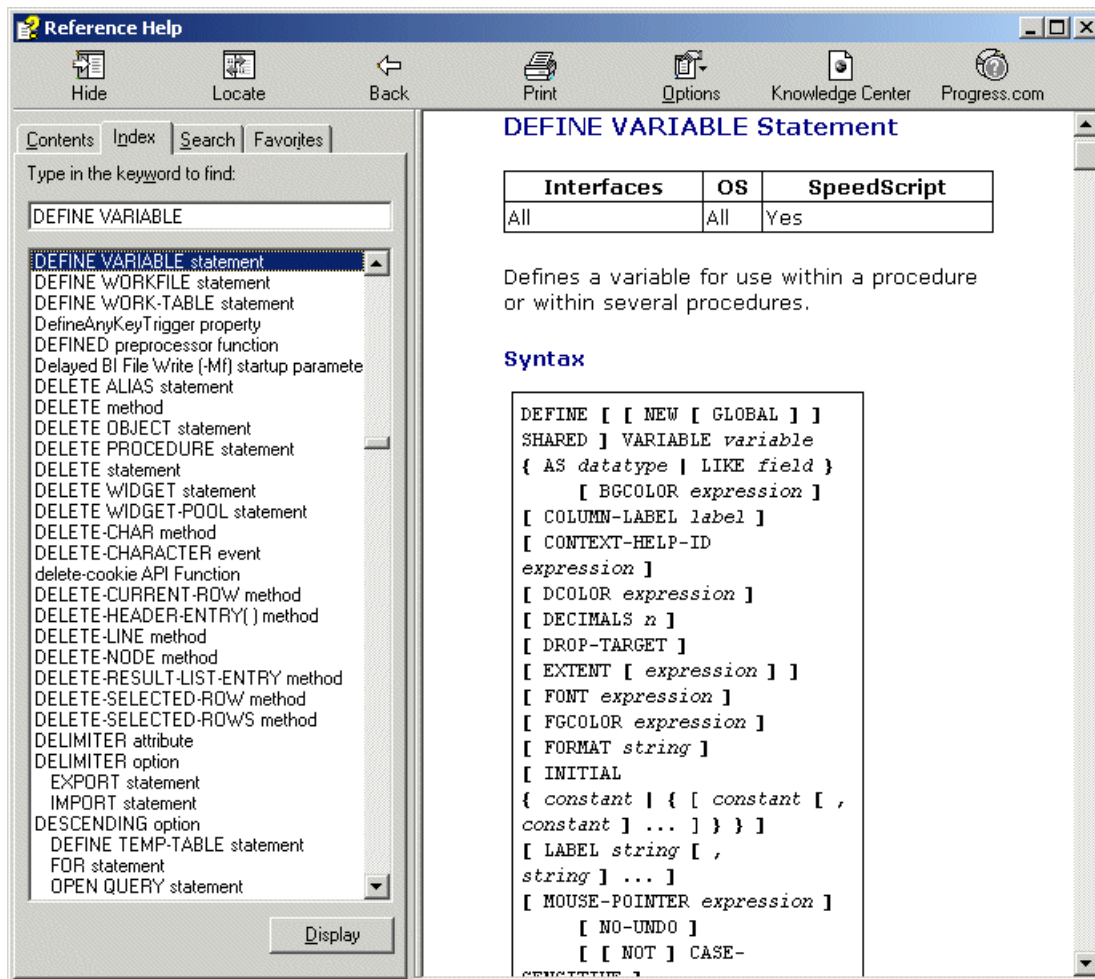 Reference Help
Hide Locate Back Print Options Knowledge Center Progress.com
Contents Index Search Favorites
Type in the keyword to find:
DEFINE VARIABLE
DEFINE VARIABLE statement
DEFINE WORKFILE statement
DEFINE WORK-TABLE statement
DefineAnyKeyTrigger property
DEFINED preprocessor function
Delayed BI File Write (-Mf) startup paramete
DELETE ALIAS statement
DELETE method
DELETE OBJECT statement
DELETE PROCEDURE statement
DELETE statement
DELETE WIDGET statement
DELETE WIDGET-POOL statement
DELETE-CHAR method
DELETE-CHARACTER event
delete-cookie API Function
DELETE-CURRENT-ROW method
DELETE-HEADER-ENTRY( ) method
DELETE-LINE method
DELETE-NODE method
DELETE-RESULT-LIST-ENTRY method
DELETE-SELECTED-ROW method
DELETE-SELECTED-ROWS method
DELIMITER attribute
DELIMITER option
EXPORT statement
IMPORT statement
DESCENDING option
DEFINE TEMP-TABLE statement
FOR statement
OPEN QUERY statement
Display
DEFINE VARIABLE Statement
Interfaces OS SpeedScript
All All Yes
Defines a variable for use within a procedure
or within several procedures.
Syntax
DEFINE [ [ NEW [ GLOBAL ] ]
SHARED ] VARIABLE variable
{ AS datatype | LIKE field }
[ BGCOLOR expression ]
[ COLUMN-LABEL label ]
[ CONTEXT-HELP-ID
expression ]
[ DCOLOR expression ]
[ DECIMALS n ]
[ DROP-TARGET ]
[ EXTENT [ expression ] ]
[ FONT expression ]
[ FGCOLOR expression ]
[ FORMAT string ]
[ INITIAL
{ constant | { [ constant [ ,
constant ] ... ] } } ]
[ LABEL string [ ,
string ] ... ]
[ MOUSE-POINTER expression ]
[ NO-UNDO ]
[ [ NOT ] CASE-
SENSITIVE ]